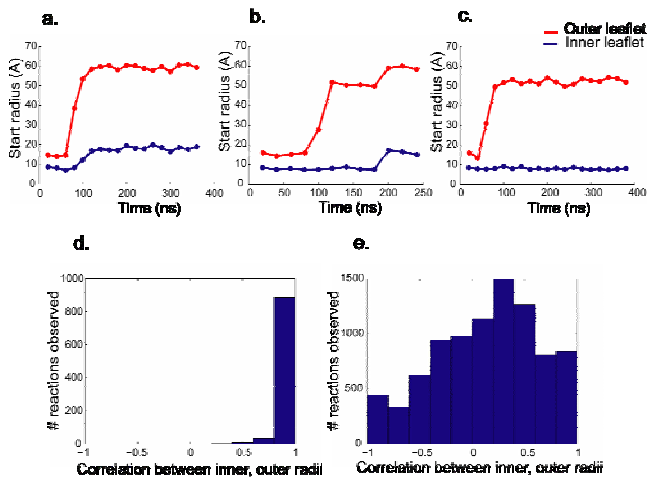 a.
b.
c.
Outer leaflet
Inner leaflet
Start radius (A)
70
60
50
40
30
20
10
0
0 100 200 300 400
Time (ns)
Start radius (A)
70
60
50
40
30
20
10
0
0 50 100 150 200 250
Time (ns)
Start radius (A)
70
60
50
40
30
20
10
0
0 100 200 300 400
Time (ns)
d.
e.
# reactions observed
1000
800
600
400
200
0
−1 −0.5 0 0.5 1
Correlation between inner, outer radii
# reactions observed
1500
1000
500
0
−1 −0.5 0 0.5 1
Correlation between inner, outer radii